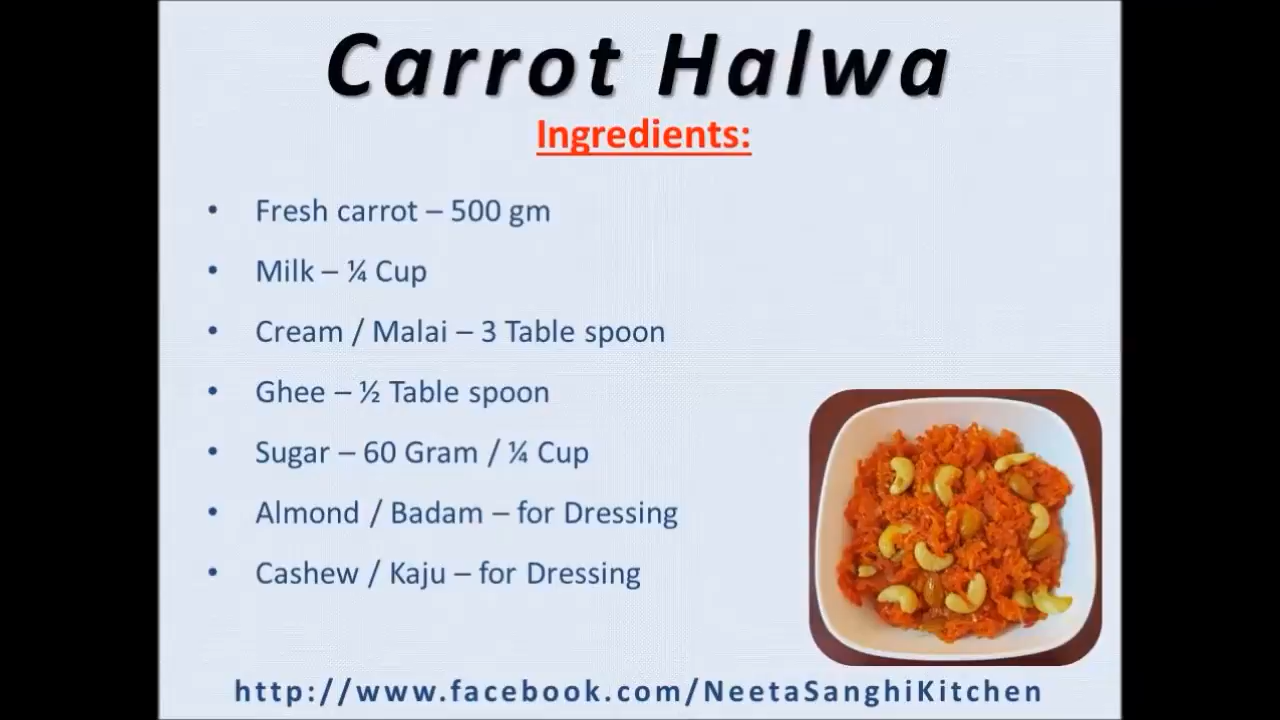 Carrot Halwa
Ingredients:
• Fresh carrot – 500 gm
• Milk – ¼ Cup
• Cream / Malai – 3 Table spoon
• Ghee – ½ Table spoon
• Sugar – 60 Gram / ¼ Cup
• Almond / Badam – for Dressing
• Cashew / Kaju – for Dressing
http://www.facebook.com/NeetaSanghiKitchen